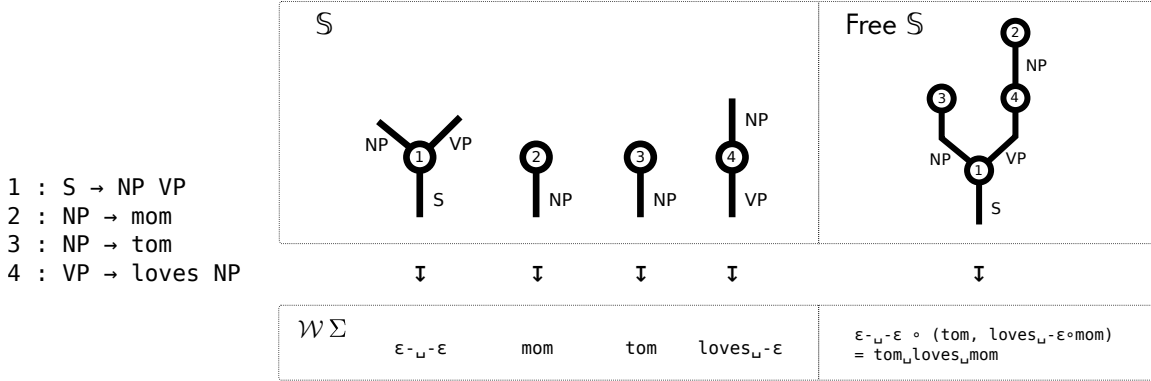 1 : S → NP VP
2 : NP → mom
3 : NP → tom
4 : VP → loves NP
𝕊
NP
VP
1
S
2
NP
3
NP
NP
4
VP
Free 𝕊
2
NP
3
4
NP
VP
1
S
↧ ↧ ↧ ↧ ↧
𝒲 Σ
ε-␣-ε
mom
tom
loves␣-ε
ε-␣-ε ∘ (tom, loves␣-ε∘mom)
= tom␣loves␣mom